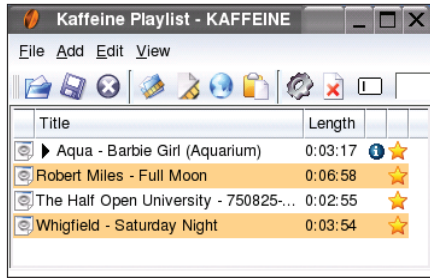 Kaffeine Playlist - KAFFEINE
File Add Edit View
Title Length
Aqua - Barbie Girl (Aquarium) 0:03:17
Robert Miles - Full Moon 0:06:58
The Half Open University - 750825-... 0:02:55
Whigfield - Saturday Night 0:03:54